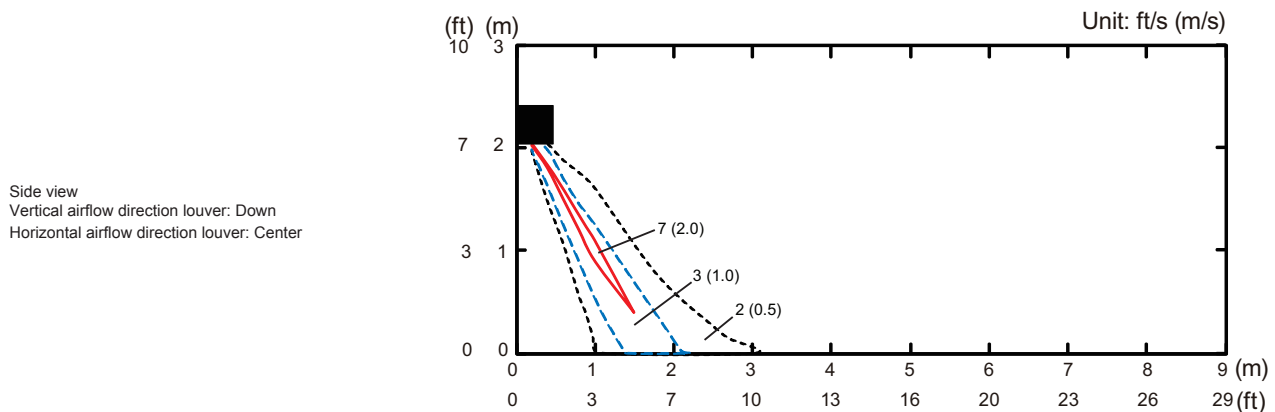 (ft) (m)
Unit: ft/s (m/s)
10 3
7 2
Side view
Vertical airflow direction louver: Down
Horizontal airflow direction louver: Center
7 (2.0)
3 1
3 (1.0)
2 (0.5)
0 0
0 1 2 3 4 5 6 7 8 9 (m)
0 3 7 10 13 16 20 23 26 29 (ft)